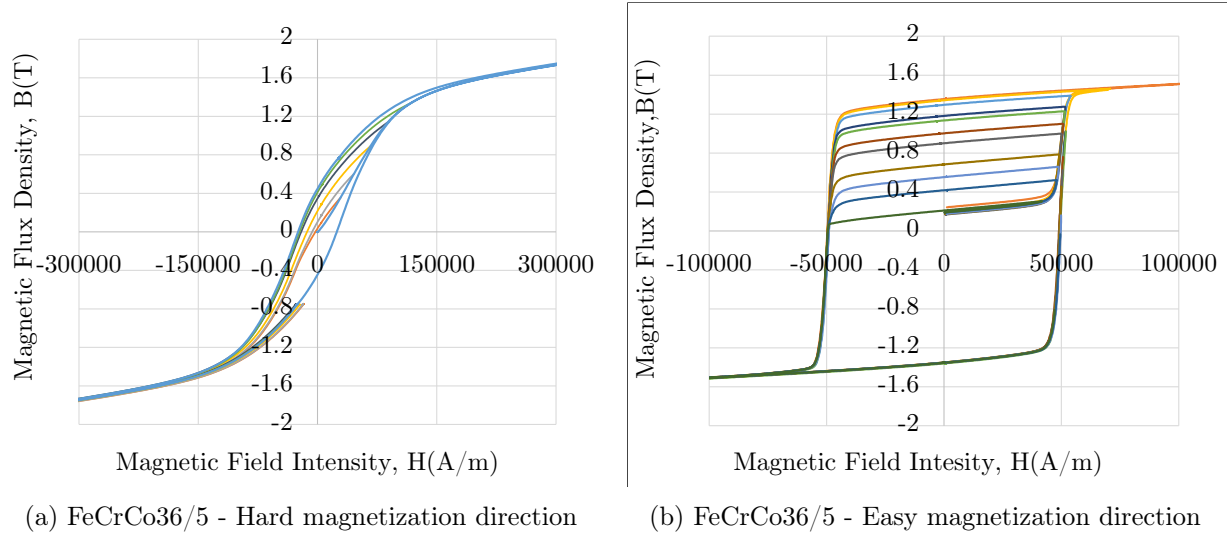 Magnetic Flux Density, B(T)
2
1.6
1.2
0.8
0.4
0
-300000 -150000 0 150000 300000
-0.4
-0.8
-1.2
-1.6
-2
Magnetic Field Intensity, H(A/m)
(a) FeCrCo36/5 - Hard magnetization direction
Magnetic Flux Density,B(T)
2
1.6
1.2
0.8
0.4
0
-100000 -50000 0 50000 100000
-0.4
-0.8
-1.2
-1.6
-2
Magnetic Field Intesity, H(A/m)
(b) FeCrCo36/5 - Easy magnetization direction